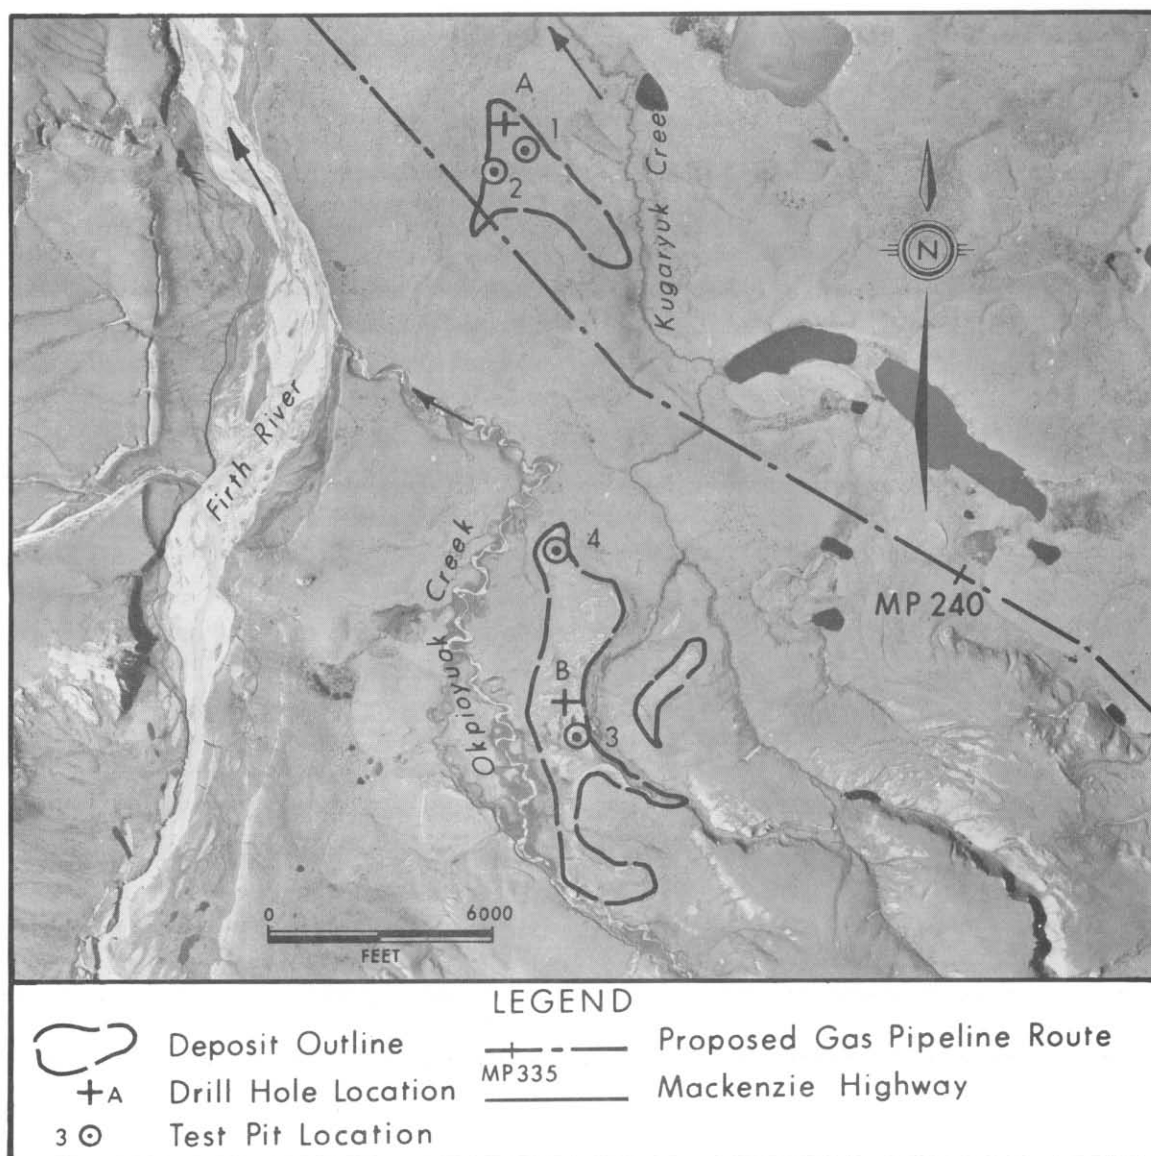 A
1
2
Kugaryuk Creek
N
Firth River
Okpioyuak Creek
4
MP 240
B
3
0 6000
FEET
LEGEND
Deposit Outline
Proposed Gas Pipeline Route
MP335
A Drill Hole Location
Mackenzie Highway
3 Test Pit Location